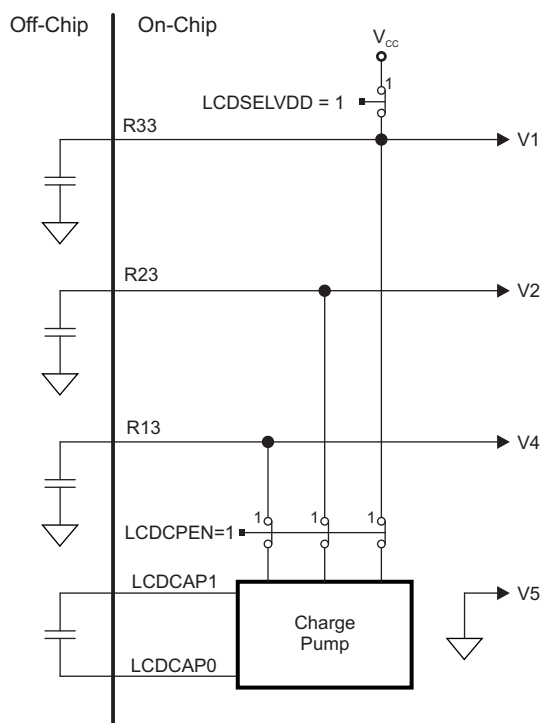 Off-Chip
On-Chip
VCC
1
LCDSELVDD = 1
R33
V1
R23
V2
R13
V4
1
1
1
LCDCPEN=1
LCDCAP1
V5
Charge
Pump
LCDCAP0